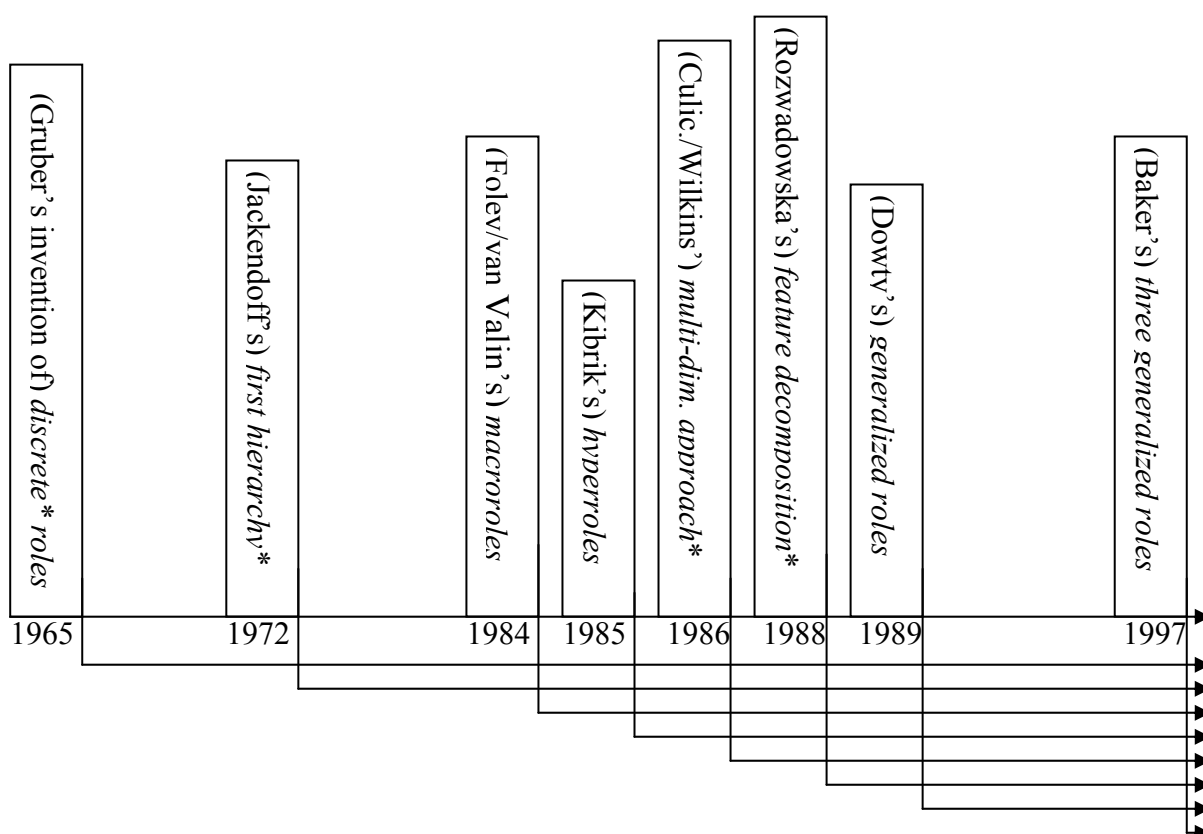 (Gruber’s invention of) discrete* roles
(Jackendoff’s) first hierarchy*
(Folev/van Valin’s) macroroles
(Kibrik’s) hyperroles
(Culic./Wilkins’) multi-dim. approach*
(Rozwadowska’s) feature decomposition*
(Dowty’s) generalized roles
(Baker’s) three generalized roles
1965 1972 1984 1985 1986 1988 1989 1997